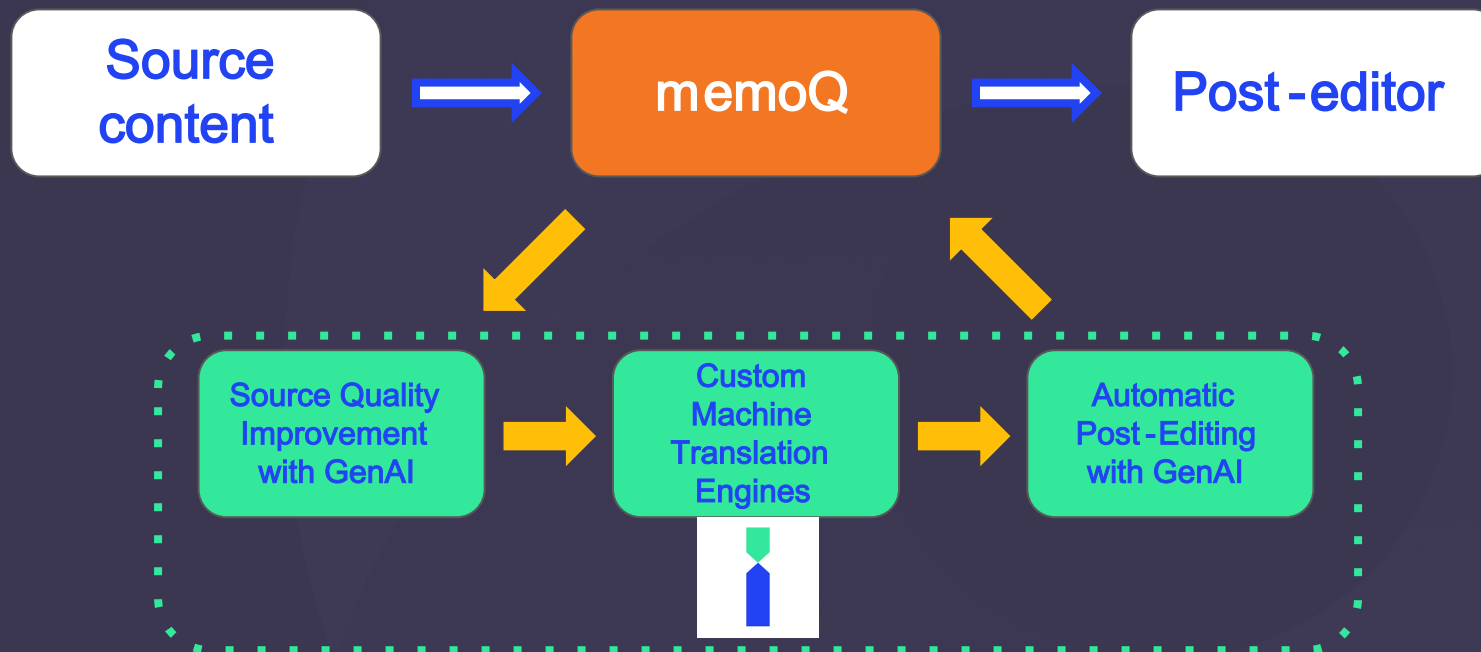 Source
content
memoQ
Post-editor
Source Quality
Improvement
with GenAI
Custom
Machine
Translation
Engines
Automatic
Post-Editing
with GenAI